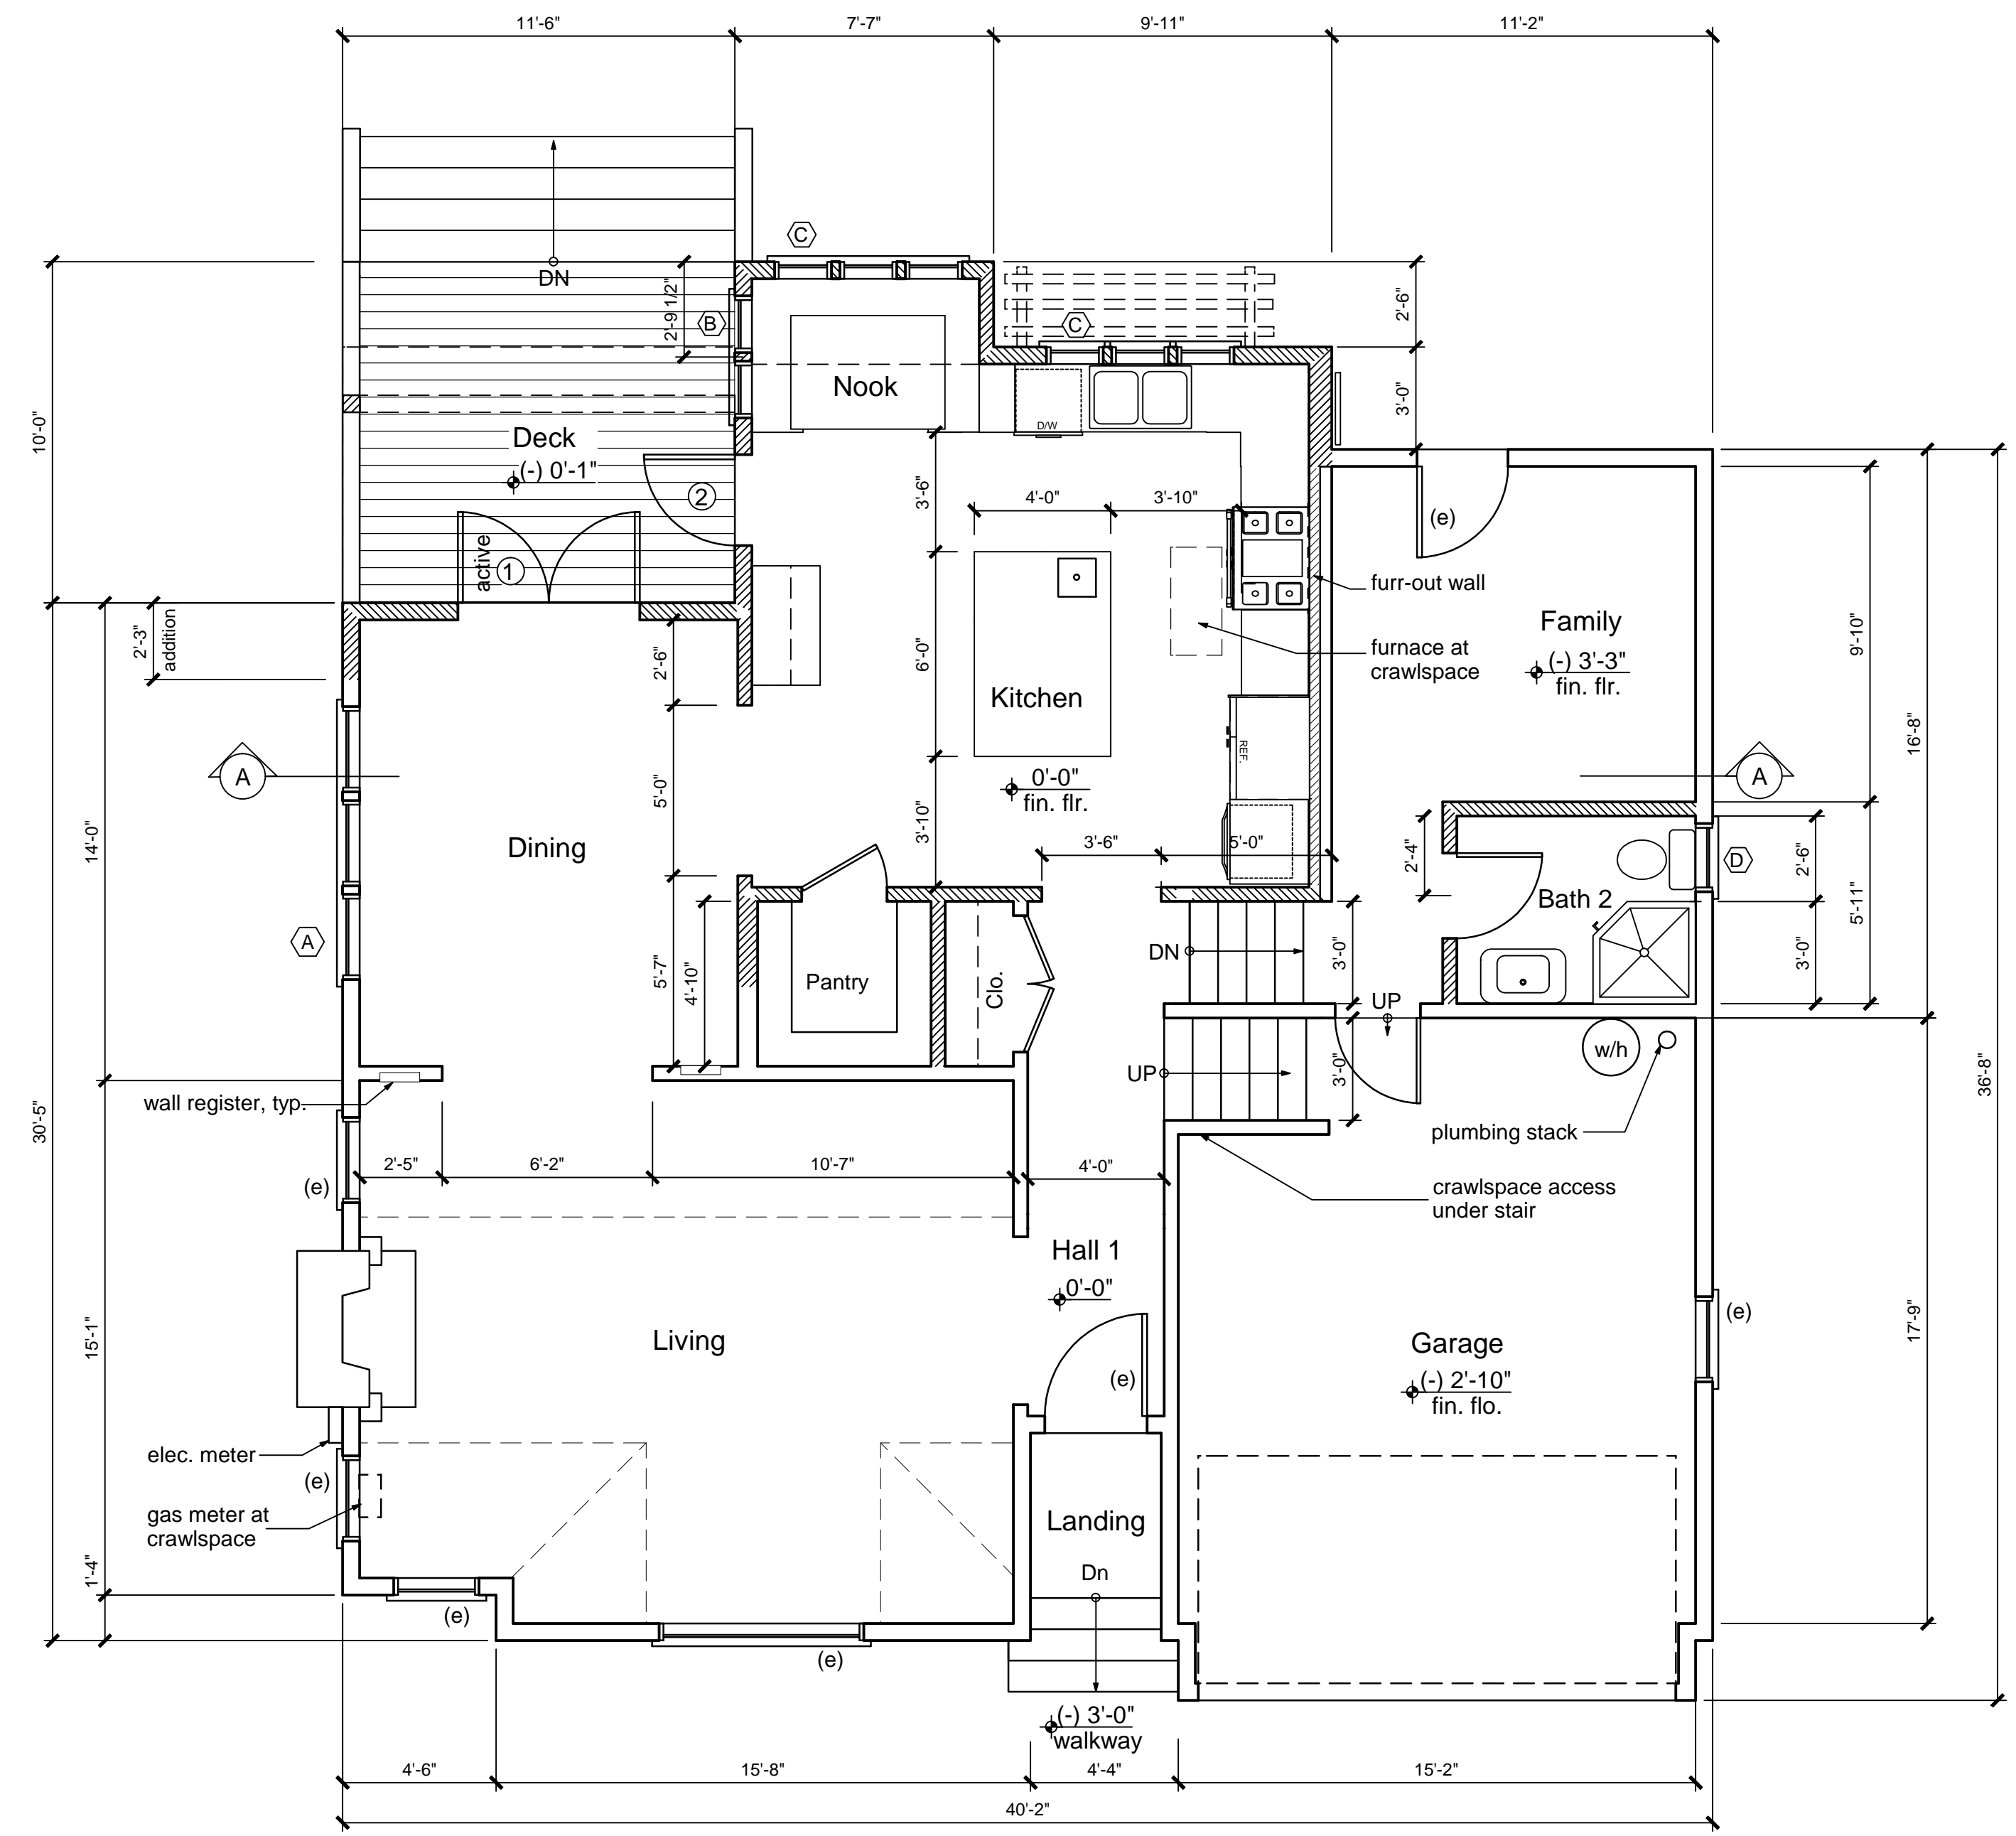 11'-6"
7'-7"
9'-11"
11'-2"
C
DN
2'-9 1/2"
B
C
2'-6"
Nook
D/W
3'-0"
10'-0"
Deck
(-) 0'-1"
2
active
1
3'-6"
4'-0"
3'-10"
(e)
furr-out wall
2'-3"
addition
2'-6"
6'-0"
furnace at
crawlspace
Family
(-) 3'-3"
fin. flr.
9'-10"
16'-8"
Kitchen
REF.
A
5'-0"
0'-0"
fin. flr.
A
14'-0"
Dining
3'-10"
3'-6"
5'-0"
2'-4"
D
2'-6"
Bath 2
5'-11"
A
5'-7"
4'-10"
Pantry
Clo.
DN
3'-0"
3'-0"
UP
w/h
UP
3'-0"
36'-8"
wall register, typ.
30'-5"
plumbing stack
2'-5"
6'-2"
10'-7"
4'-0"
(e)
crawlspace access
under stair
Hall 1
0'-0"
15'-1"
Living
(e)
Garage
(-) 2'-10"
fin. flo.
(e)
17'-9"
elec. meter
(e)
gas meter at
crawlspace
Landing
Dn
1'-4"
(e)
(e)
(-) 3'-0"
walkway
4'-6"
15'-8"
4'-4"
15'-2"
40'-2"